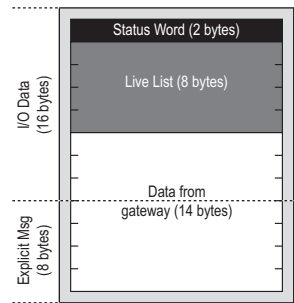 Status Word (2 bytes)
Live List (8 bytes)
Data from
gateway (14 bytes)
I/O Data
(16 bytes)
Explicit Msg
(8 bytes)